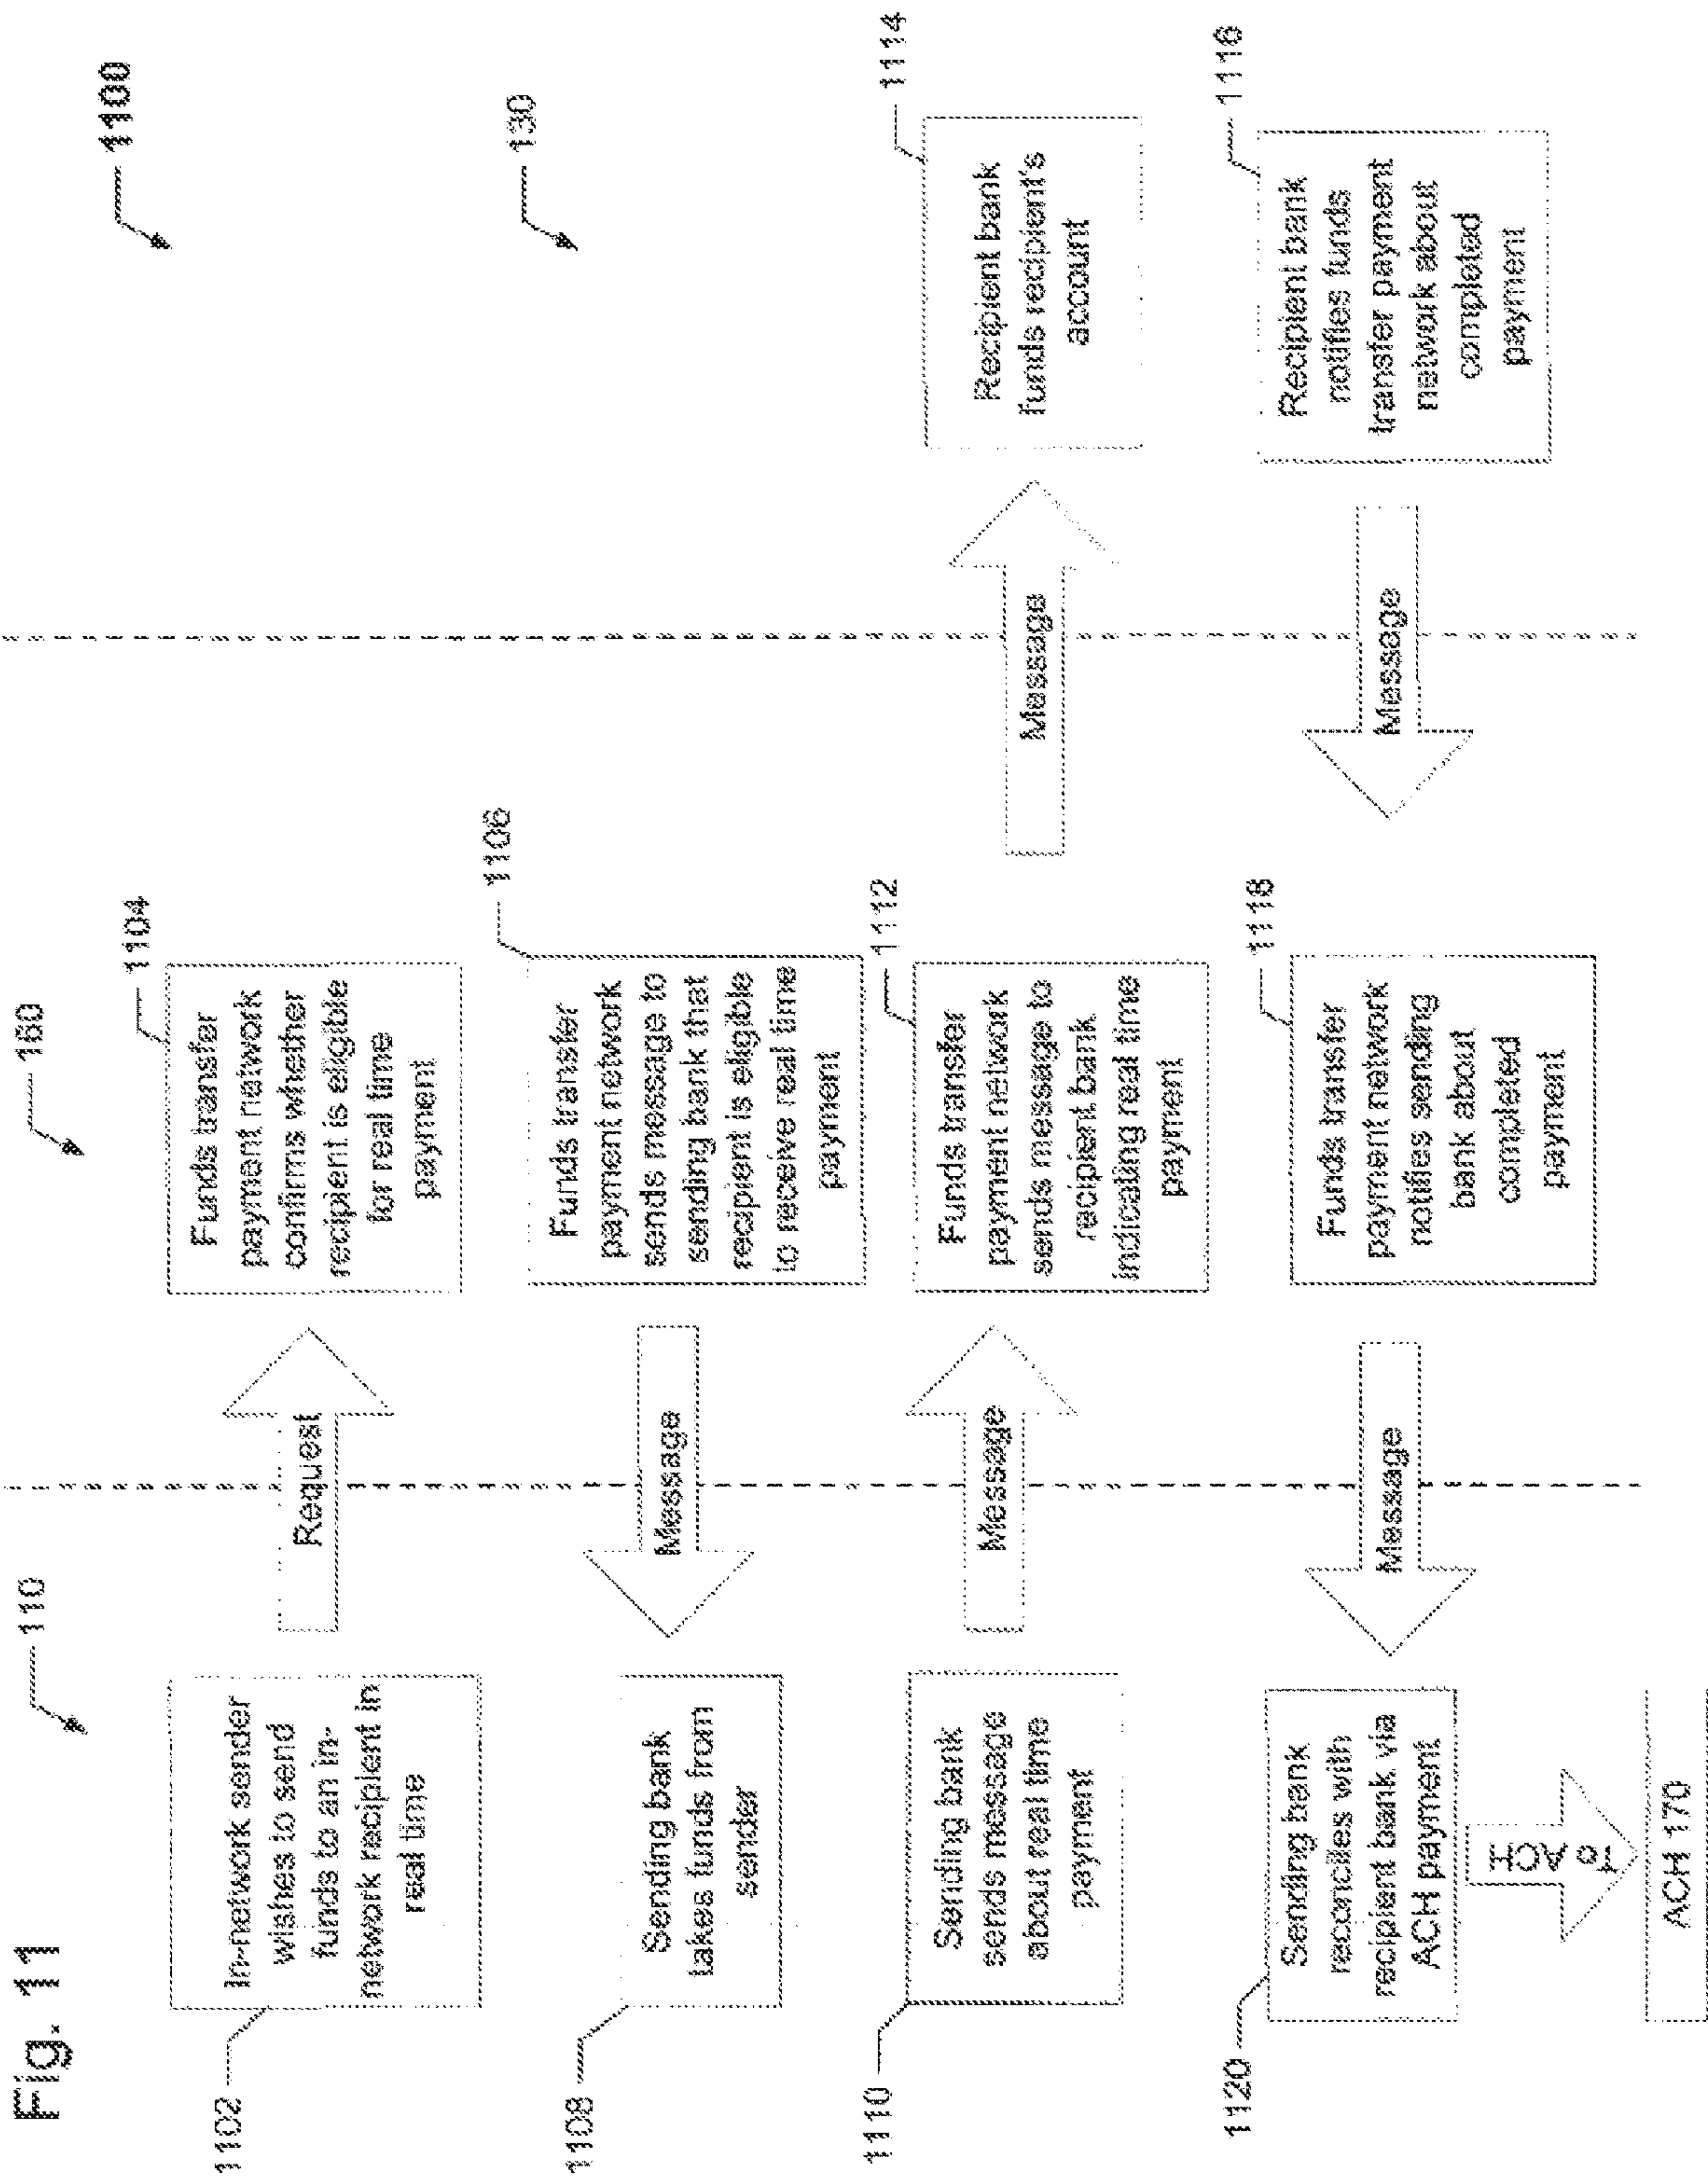 Fig. 11
110
160
1100
130
1102
In-network sender
wishes to send
funds to an in-
network recipient in
real time
Request
1104
Funds transfer
payment network
confirms whether
recipient is eligible
for real time
payment
1106
Funds transfer
payment network
sends message to
sending bank that
recipient is eligible
to receive real time
payment
Message
1108
Sending bank
takes funds from
sender
1110
Sending bank
sends message
about real time
payment
Message
1112
Funds transfer
payment network
sends message to
recipient bank
indicating real time
payment
Message
1114
Recipient bank
funds recipient's
account
1116
Recipient bank
notifies funds
transfer payment
network about
completed
payment
Message
1118
Funds transfer
payment network
notifies sending
bank about
completed
payment
Message
1120
Sending bank
reconciles with
recipient bank via
ACH payment
To ACH
ACH 170